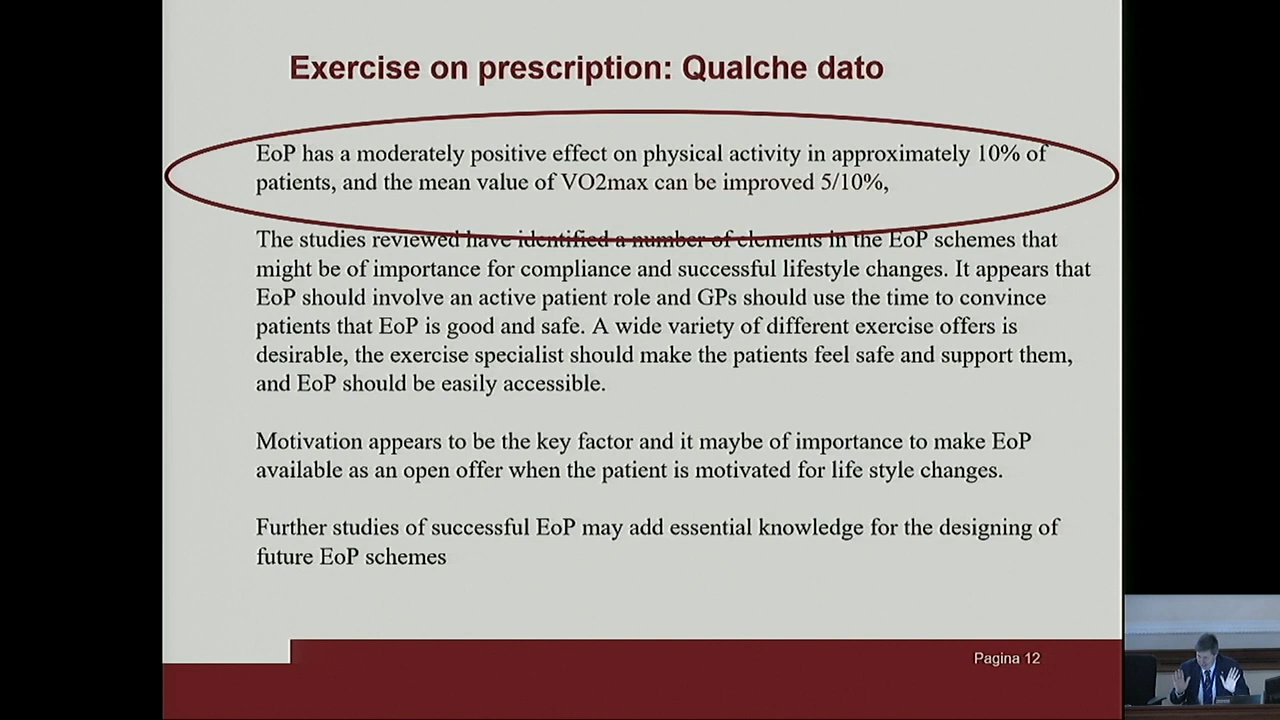 Exercise on prescription: Qualche dato
EoP has a moderately positive effect on physical activity in approximately 10% of
patients, and the mean value of VO2max can be improved 5/10%,
The studies reviewed have identified a number of elements in the EoP schemes that
might be of importance for compliance and successful lifestyle changes. It appears that
EoP should involve an active patient role and GPs should use the time to convince
patients that EoP is good and safe. A wide variety of different exercise offers is
desirable, the exercise specialist should make the patients feel safe and support them,
and EoP should be easily accessible.
Motivation appears to be the key factor and it maybe of importance to make EoP
available as an open offer when the patient is motivated for life style changes.
Further studies of successful EoP may add essential knowledge for the designing of
future EoP schemes
Pagina 12